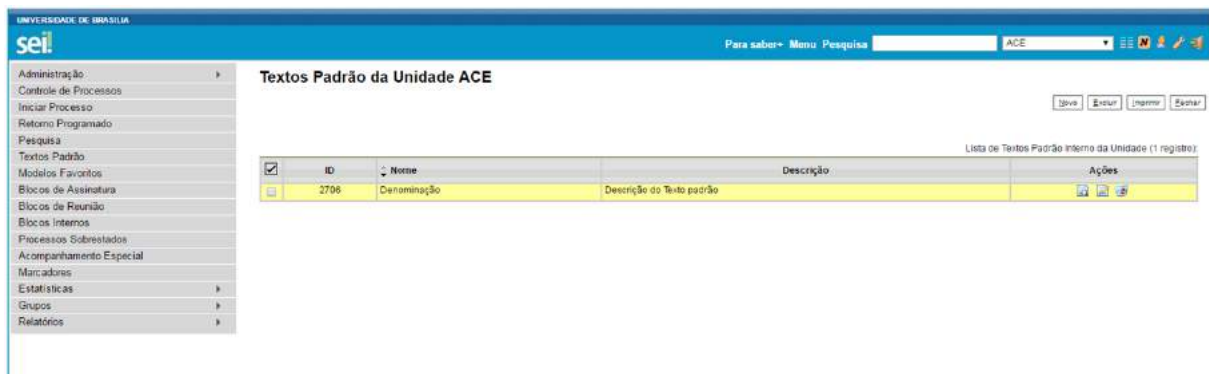 UNIVERSIDADE DE BRASILIA
sei!
Para saber+ Menu Pesquisa
ACE
Administração
Controle de Processos
Iniciar Processo
Retorno Programado
Pesquisa
Textos Padrão
Modelos Favoritos
Blocos de Assinatura
Blocos de Reunião
Blocos Internos
Processos Sobrestados
Acompanhamento Especial
Marcadores
Estatísticas
Grupos
Relatórios
Textos Padrão da Unidade ACE
Novo Excluir Imprimir Fechar
Lista de Textos Padrão Interno da Unidade (1 registro):
ID Nome Descrição Ações
2706 Denominação Descrição do Texto padrão